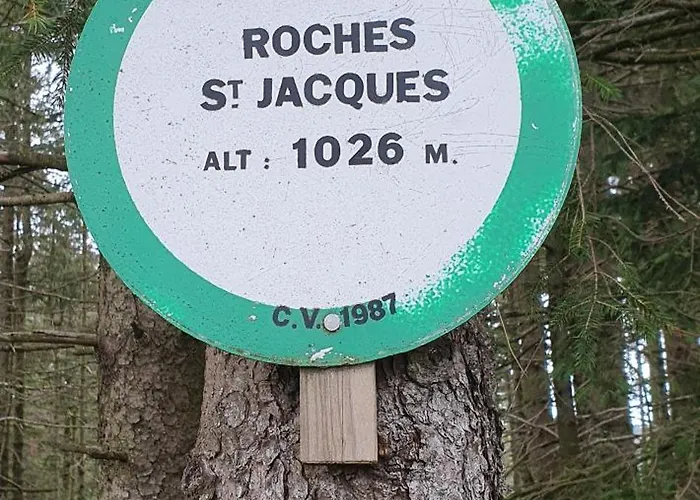 ROCHES
ST JACQUES
ALT : 1026 M.
C.V. 1987